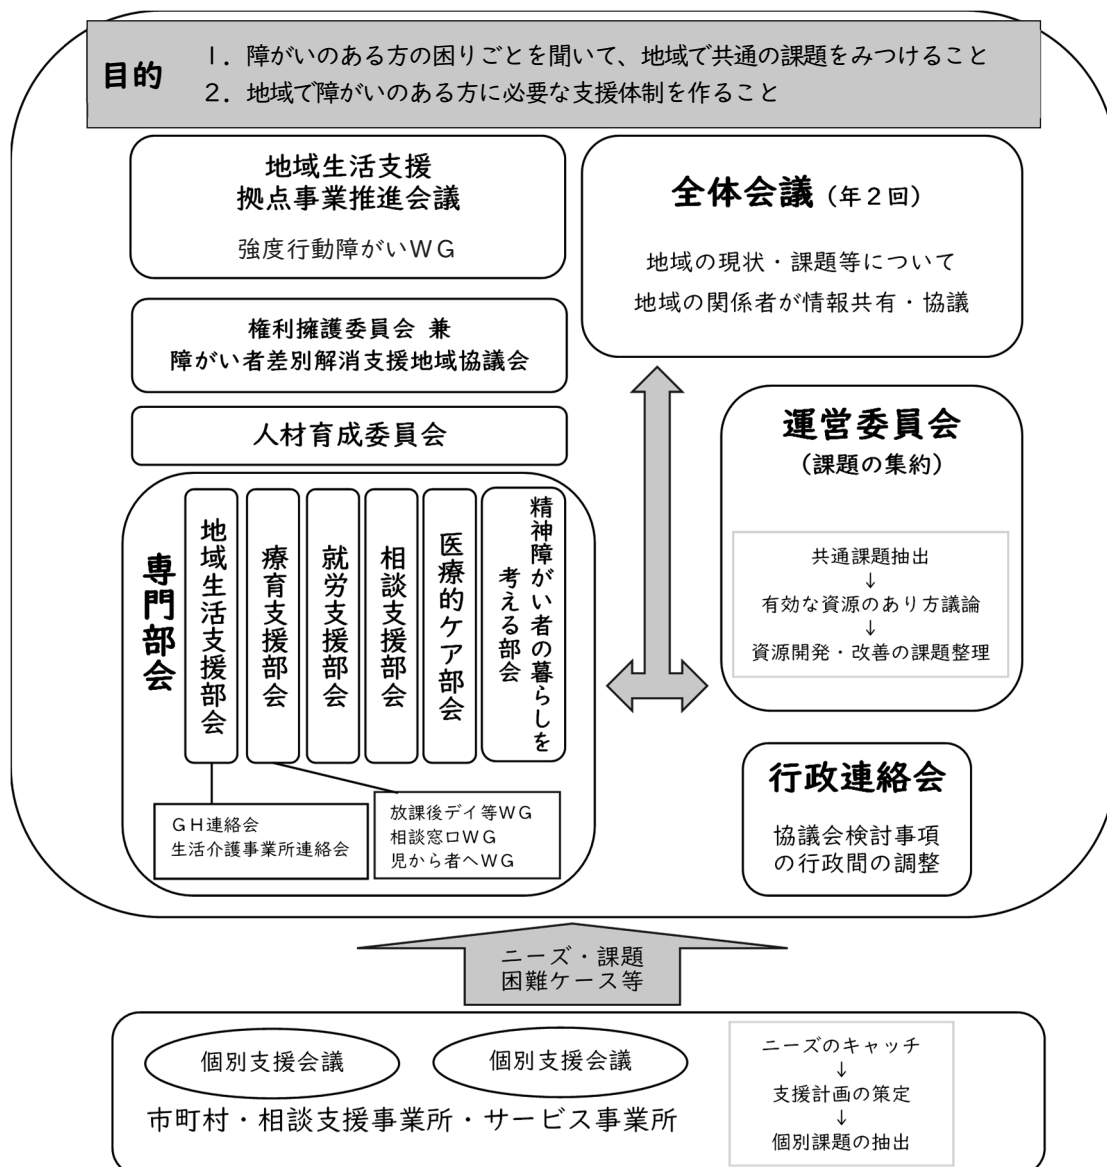 目的
1. 障がいのある方の困りごとを聞いて、地域で共通の課題をみつけること
2. 地域で障がいのある方に必要な支援体制を作ること
地域生活支援
拠点事業推進会議
強度行動障がいWG
全体会議（年２回）
地域の現状・課題等について
地域の関係者が情報共有・協議
権利擁護委員会 兼
障がい者差別解消支援地域協議会
人材育成委員会
運営委員会
（課題の集約）
共通課題抽出
↓
有効な資源のあり方議論
↓
資源開発・改善の課題整理
専門部会
地域生活支援部会
療育支援部会
就労支援部会
相談支援部会
医療的ケア部会
精神障がい者の暮らしを
考える部会
GH連絡会
生活介護事業所連絡会
放課後デイ等WG
相談窓口WG
児から者へWG
行政連絡会
協議会検討事項
の行政間の調整
ニーズ・課題
困難ケース等
個別支援会議
個別支援会議
市町村・相談支援事業所・サービス事業所
ニーズのキャッチ
↓
支援計画の策定
↓
個別課題の抽出